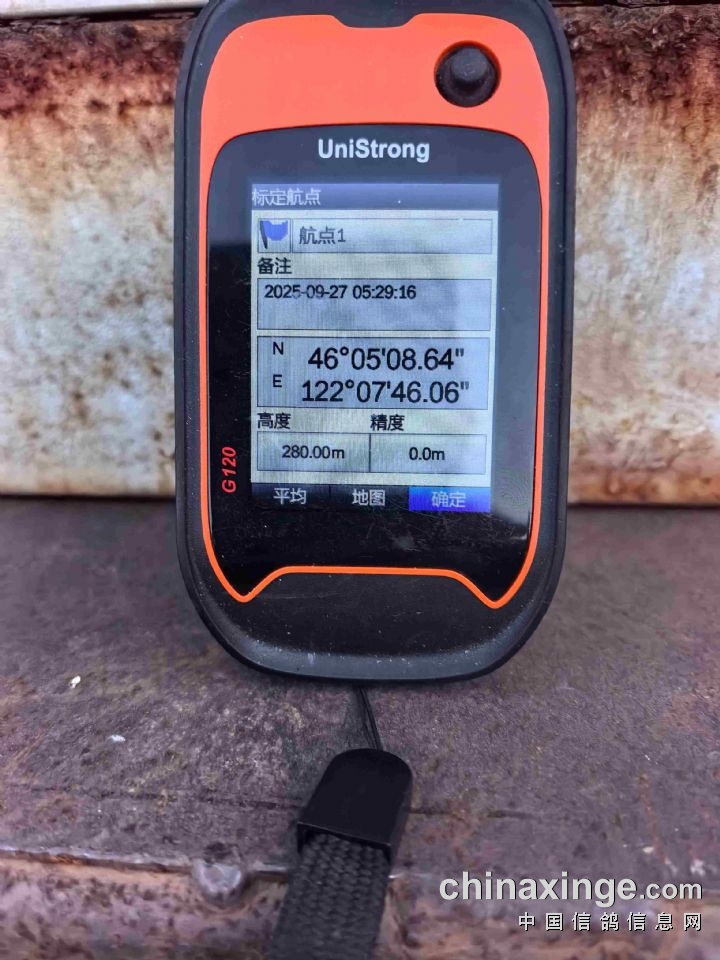 UniStrong
标定航点
航点1
备注
2025-09-27 05:29:16
N 46°05'08.64"
E 122°07'46.06"
高度 精度
280.00m 0.0m
平均 地图 确定
G120
chinaxinge.com
中国信鸽信息网